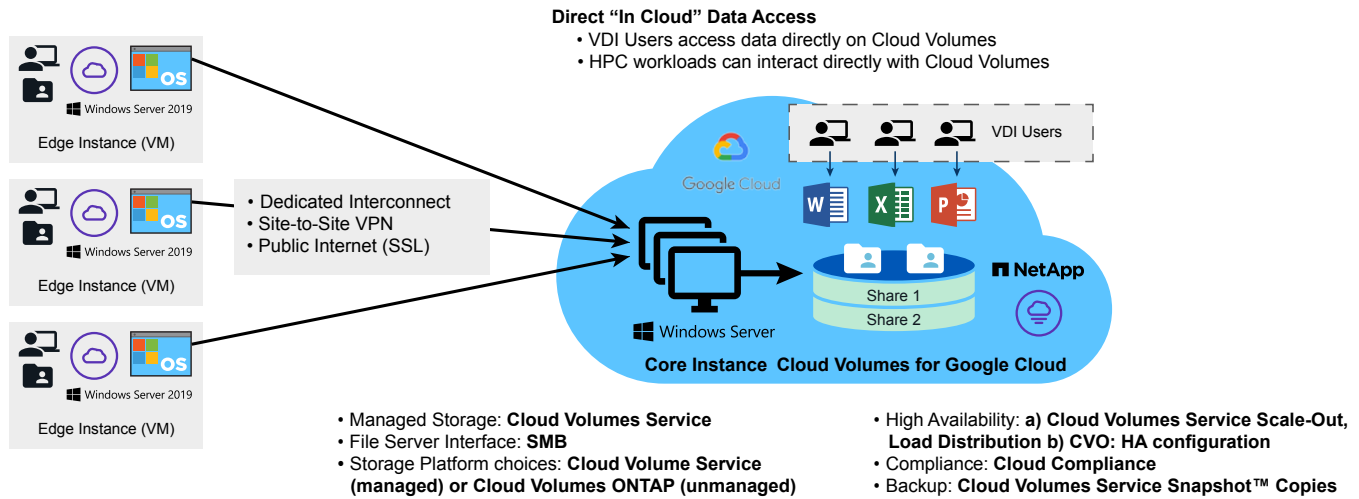 Direct “In Cloud” Data Access
• VDI Users access data directly on Cloud Volumes
• HPC workloads can interact directly with Cloud Volumes
OS
Windows Server 2019
Edge Instance (VM)
OS
Windows Server 2019
Edge Instance (VM)
OS
Windows Server 2019
Edge Instance (VM)
• Dedicated Interconnect
• Site-to-Site VPN
• Public Internet (SSL)
VDI Users
Google Cloud
W
X
P
NetApp
Share 1
Share 2
Windows Server
Core Instance Cloud Volumes for Google Cloud
• Managed Storage: Cloud Volumes Service
• File Server Interface: SMB
• Storage Platform choices: Cloud Volume Service
(managed) or Cloud Volumes ONTAP (unmanaged)
• High Availability: a) Cloud Volumes Service Scale-Out,
Load Distribution b) CVO: HA configuration
• Compliance: Cloud Compliance
• Backup: Cloud Volumes Service Snapshot™ Copies